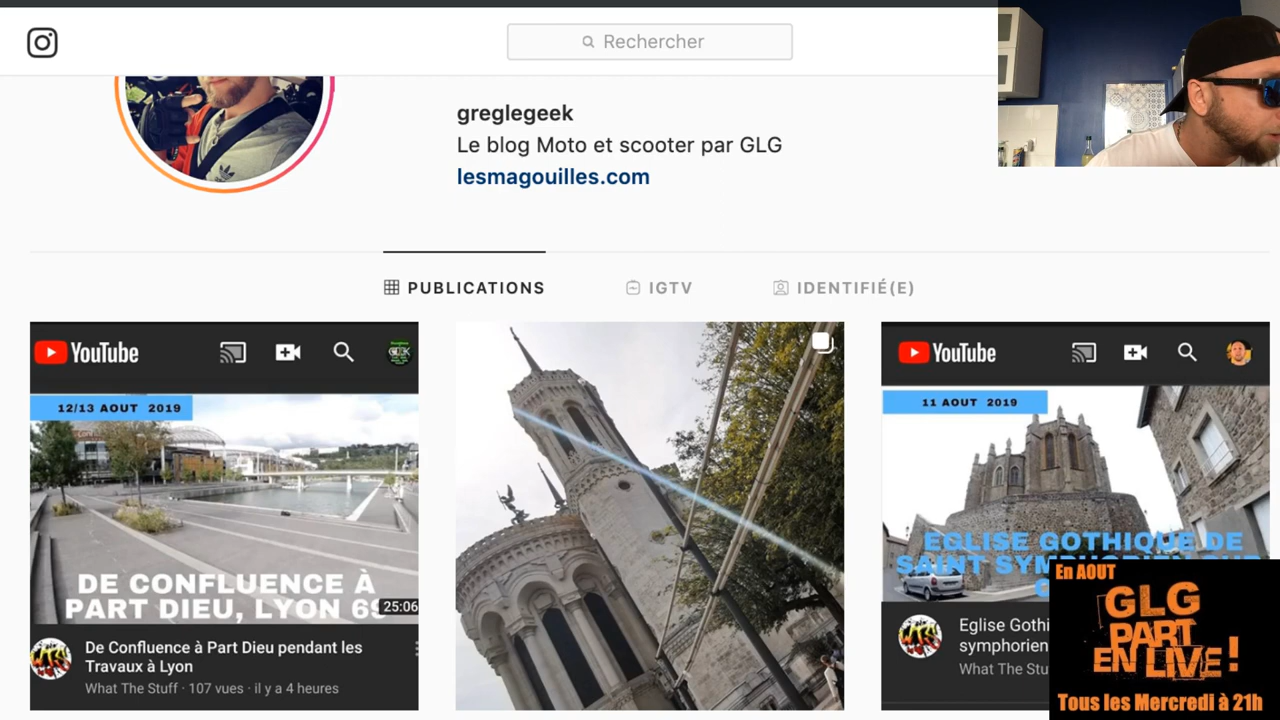 Rechercher
greglegeek
Le blog Moto et scooter par GLG
lesmagouilles.com
PUBLICATIONS
IGTV
IDENTIFIÉ(E)
YouTube
12/13 AOUT 2019
DE CONFLUENCE À
PART DIEU, LYON 69
25:06
De Confluence à Part Dieu pendant les
Travaux à Lyon
What The Stuff · 107 vues · il y a 4 heures
YouTube
11 AOUT 2019
EGLISE GOTHIQUE DE
SAINT
Eglise Gothi
symphorien
What The Stu
En AOUT
GLG
PART
EN LIVE !
Tous les Mercredi à 21h